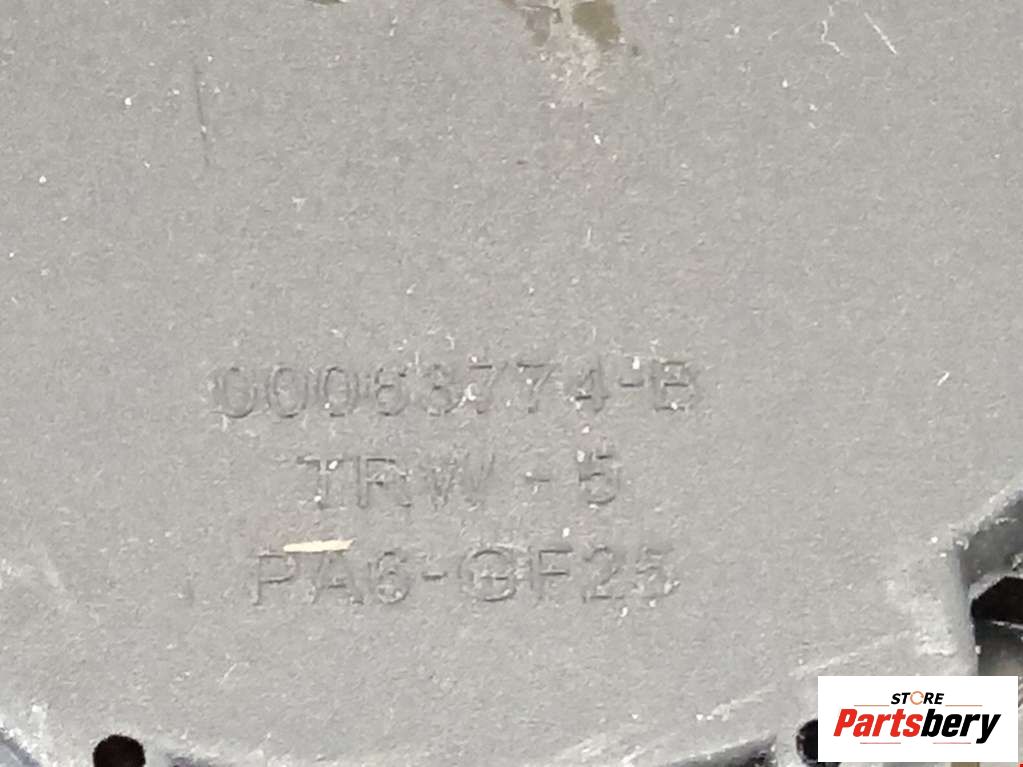 00063774-B
TRW - 5
PA6-GF25
STORE
Partsbery